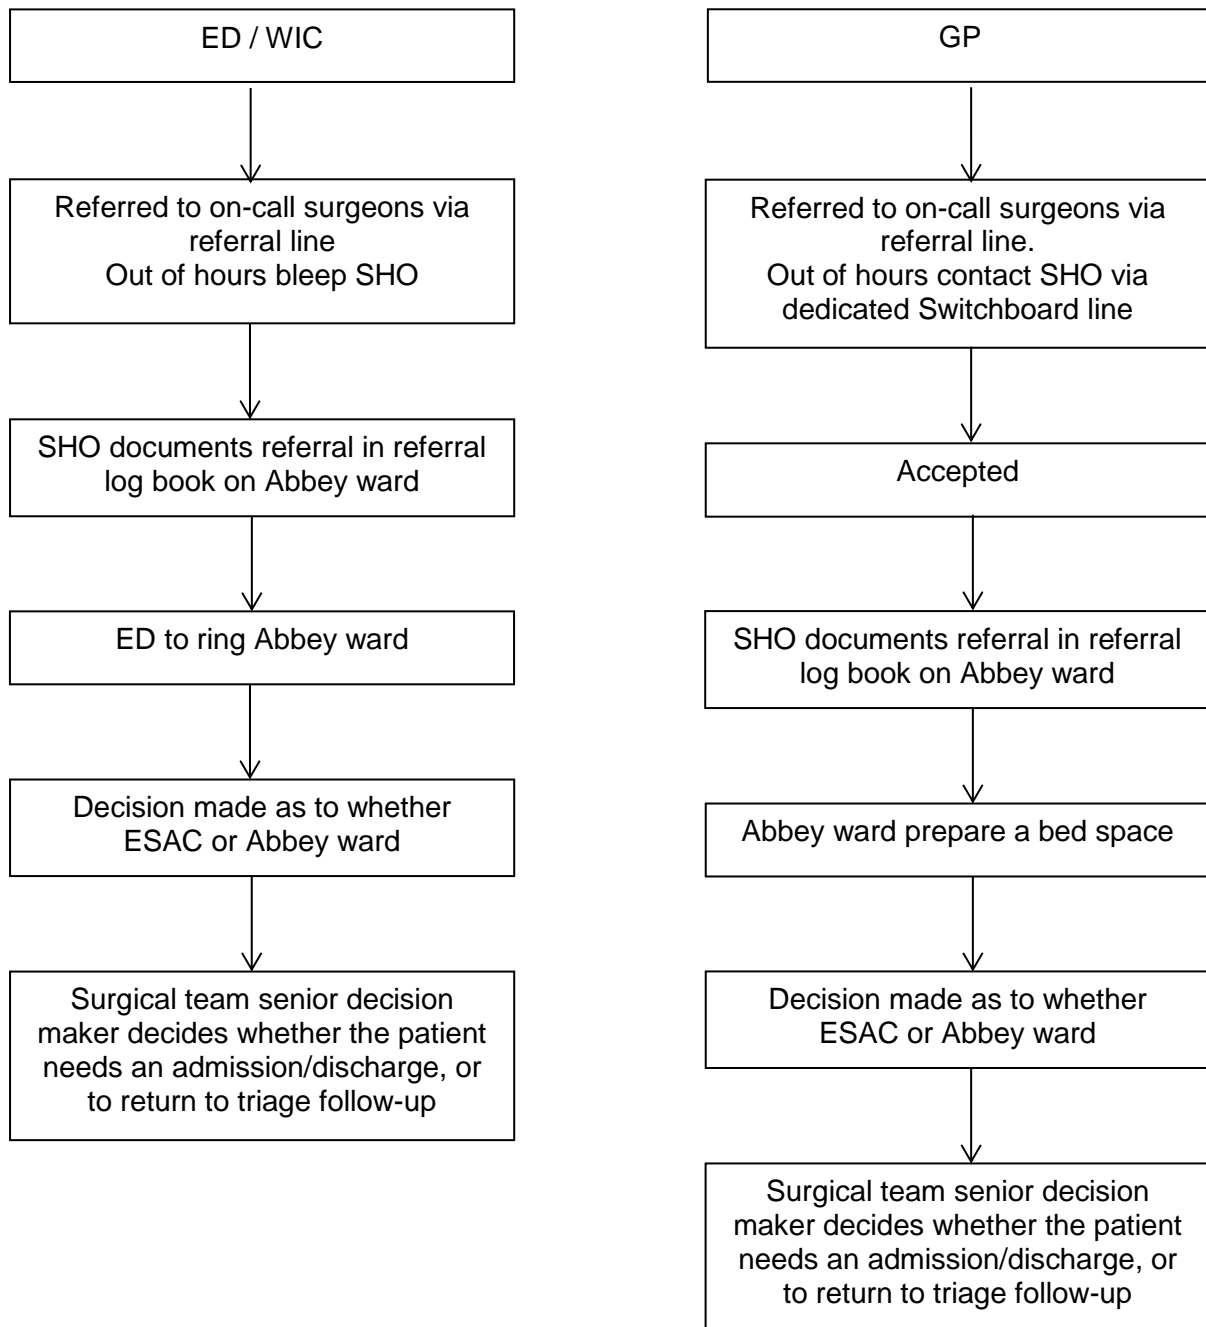 ED / WIC
Referred to on-call surgeons via
referral line
Out of hours bleep SHO
SHO documents referral in referral
log book on Abbey ward
ED to ring Abbey ward
Decision made as to whether
ESAC or Abbey ward
Surgical team senior decision
maker decides whether the patient
needs an admission/discharge, or
to return to triage follow-up
GP
Referred to on-call surgeons via
referral line.
Out of hours contact SHO via
dedicated Switchboard line
Accepted
SHO documents referral in referral
log book on Abbey ward
Abbey ward prepare a bed space
Decision made as to whether
ESAC or Abbey ward
Surgical team senior decision
maker decides whether the patient
needs an admission/discharge, or
to return to triage follow-up